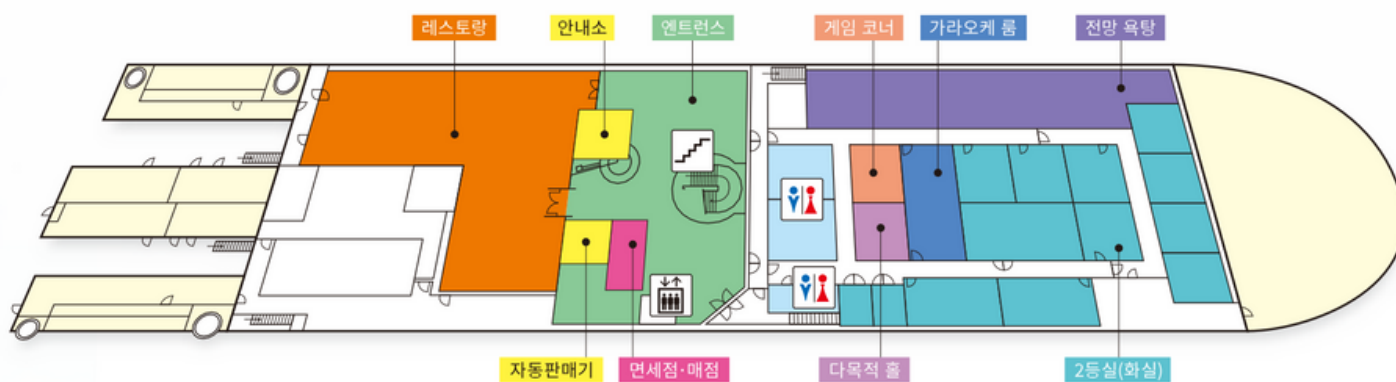 레스토랑
안내소
엔트런스
게임 코너
가라오케 룸
전망 욕탕
자동판매기
면세점·매점
다목적 홀
2등실(화실)